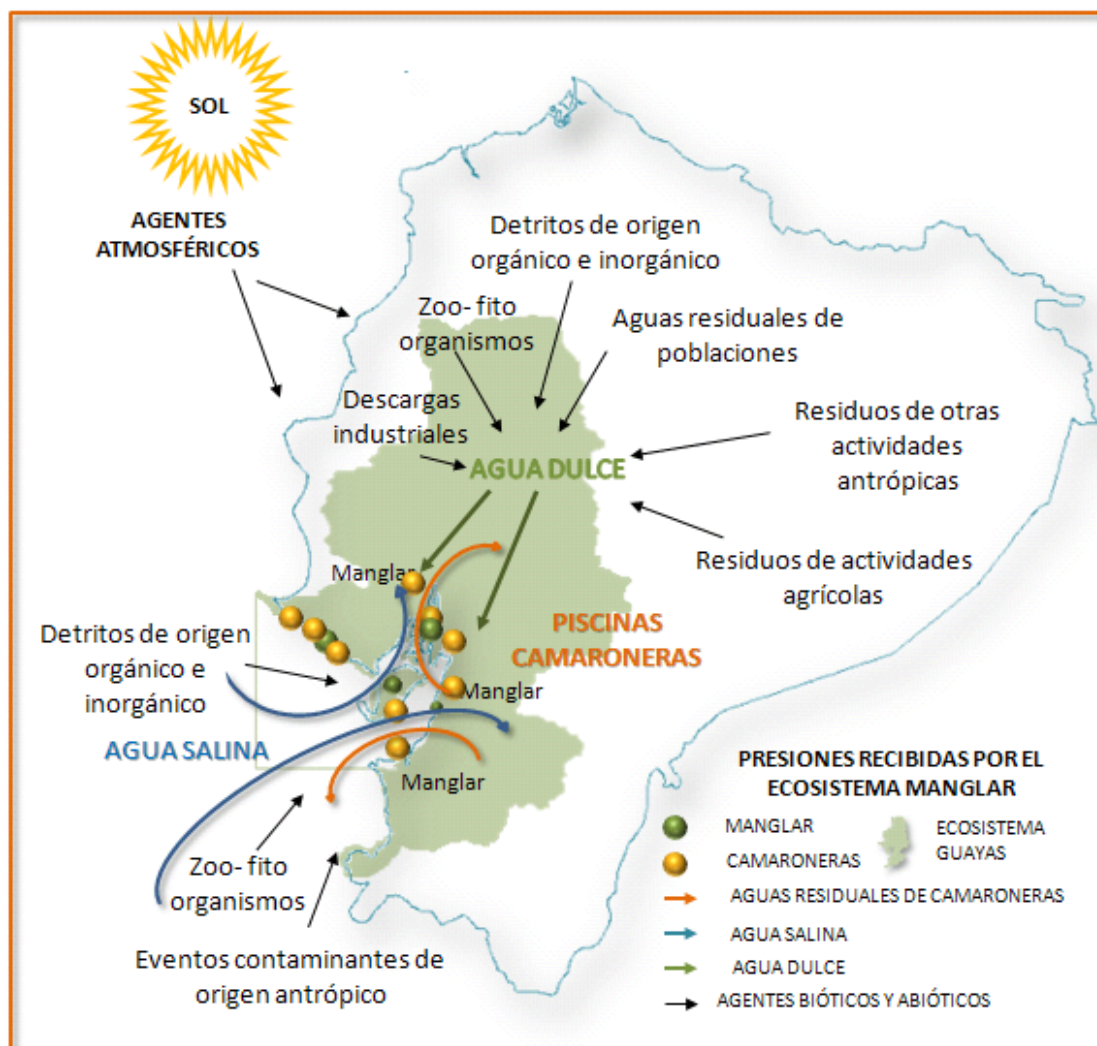 SOL
AGENTES
ATMOSFÉRICOS
Detritos de origen
orgánico e inorgánico
Zoo- fito
organismos
Aguas residuales de
poblaciones
Descargas
industriales
Residuos de otras
actividades
antrópicas
AGUA DULCE
Residuos de actividades
agrícolas
Manglar
Detritos de origen
orgánico e
inorgánico
PISCINAS
CAMARONERAS
Manglar
AGUA SALINA
Manglar
Zoo- fito
organismos
Eventos contaminantes de
origen antrópico
PRESIONES RECIBIDAS POR EL
ECOSISTEMA MANGLAR
MANGLAR
ECOSISTEMA
GUAYAS
CAMARONERAS
AGUAS RESIDUALES DE CAMARONERAS
AGUA SALINA
AGUA DULCE
AGENTES BIÓTICOS Y ABIÓTICOS